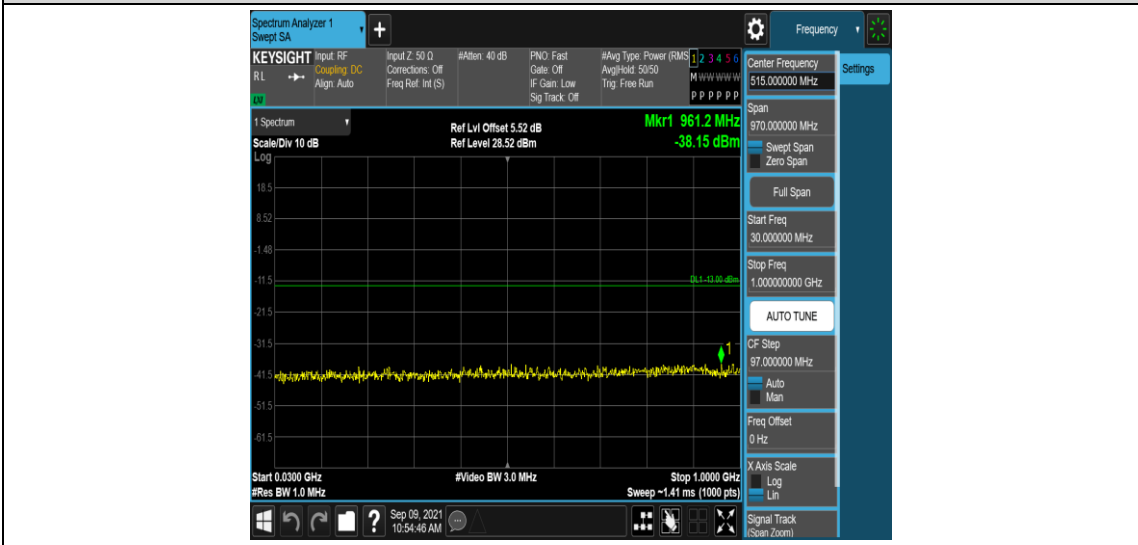 Spectrum Analyzer 1
Swept SA
+
Frequency
KEYSIGHT
RL
LXI
Input: RF
Coupling: DC
Align: Auto
Input Z: 50 Ω
Corrections: Off
Freq Ref: Int (S)
#Atten: 40 dB
PNO: Fast
Gate: Off
IF Gain: Low
Sig Track: Off
#Avg Type: Power (RMS
Avg|Hold: 50/50
Trig: Free Run
1 2 3 4 5 6
M W W W W W
P P P P P P
1 Spectrum
Scale/Div 10 dB
Log
Ref Lvl Offset 5.52 dB
Ref Level 28.52 dBm
Mkr1 961.2 MHz
-38.15 dBm
18.5
8.52
-1.48
-11.5
DL1 -13.00 dBm
-21.5
-31.5
1
-41.5
-51.5
-61.5
Start 0.0300 GHz
#Res BW 1.0 MHz
#Video BW 3.0 MHz
Stop 1.0000 GHz
Sweep ~1.41 ms (1000 pts)
?
Sep 09, 2021
10:54:46 AM
Center Frequency
515.000000 MHz
Settings
Span
970.000000 MHz
Swept Span
Zero Span
Full Span
Start Freq
30.000000 MHz
Stop Freq
1.000000000 GHz
AUTO TUNE
CF Step
97.000000 MHz
Auto
Man
Freq Offset
0 Hz
X Axis Scale
Log
Lin
Signal Track
(Span Zoom)